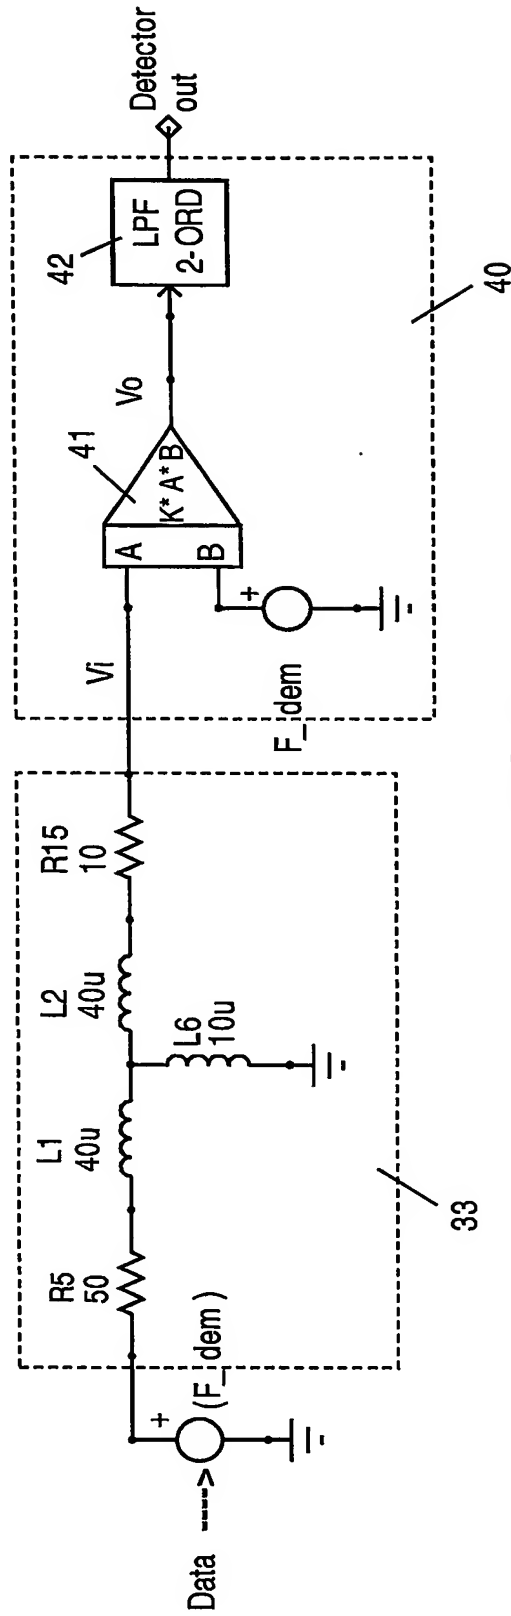 Data ---->
+
(F_dem)
R5
50
L1
40u
L2
40u
L6
10u
R15
10
33
Vi
A
B
K*A*B
41
+
F_dem
Vo
42
LPF
2-ORD
Detector
out
40